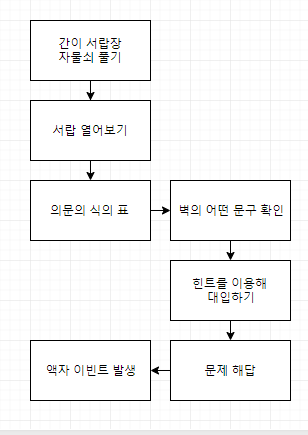 간이 서랍장
자물쇠 풀기
서랍 열어보기
의문의 식의 표
벽의 어떤 문구 확인
힌트를 이용해
대입하기
문제 해답
액자 이빈트 발생